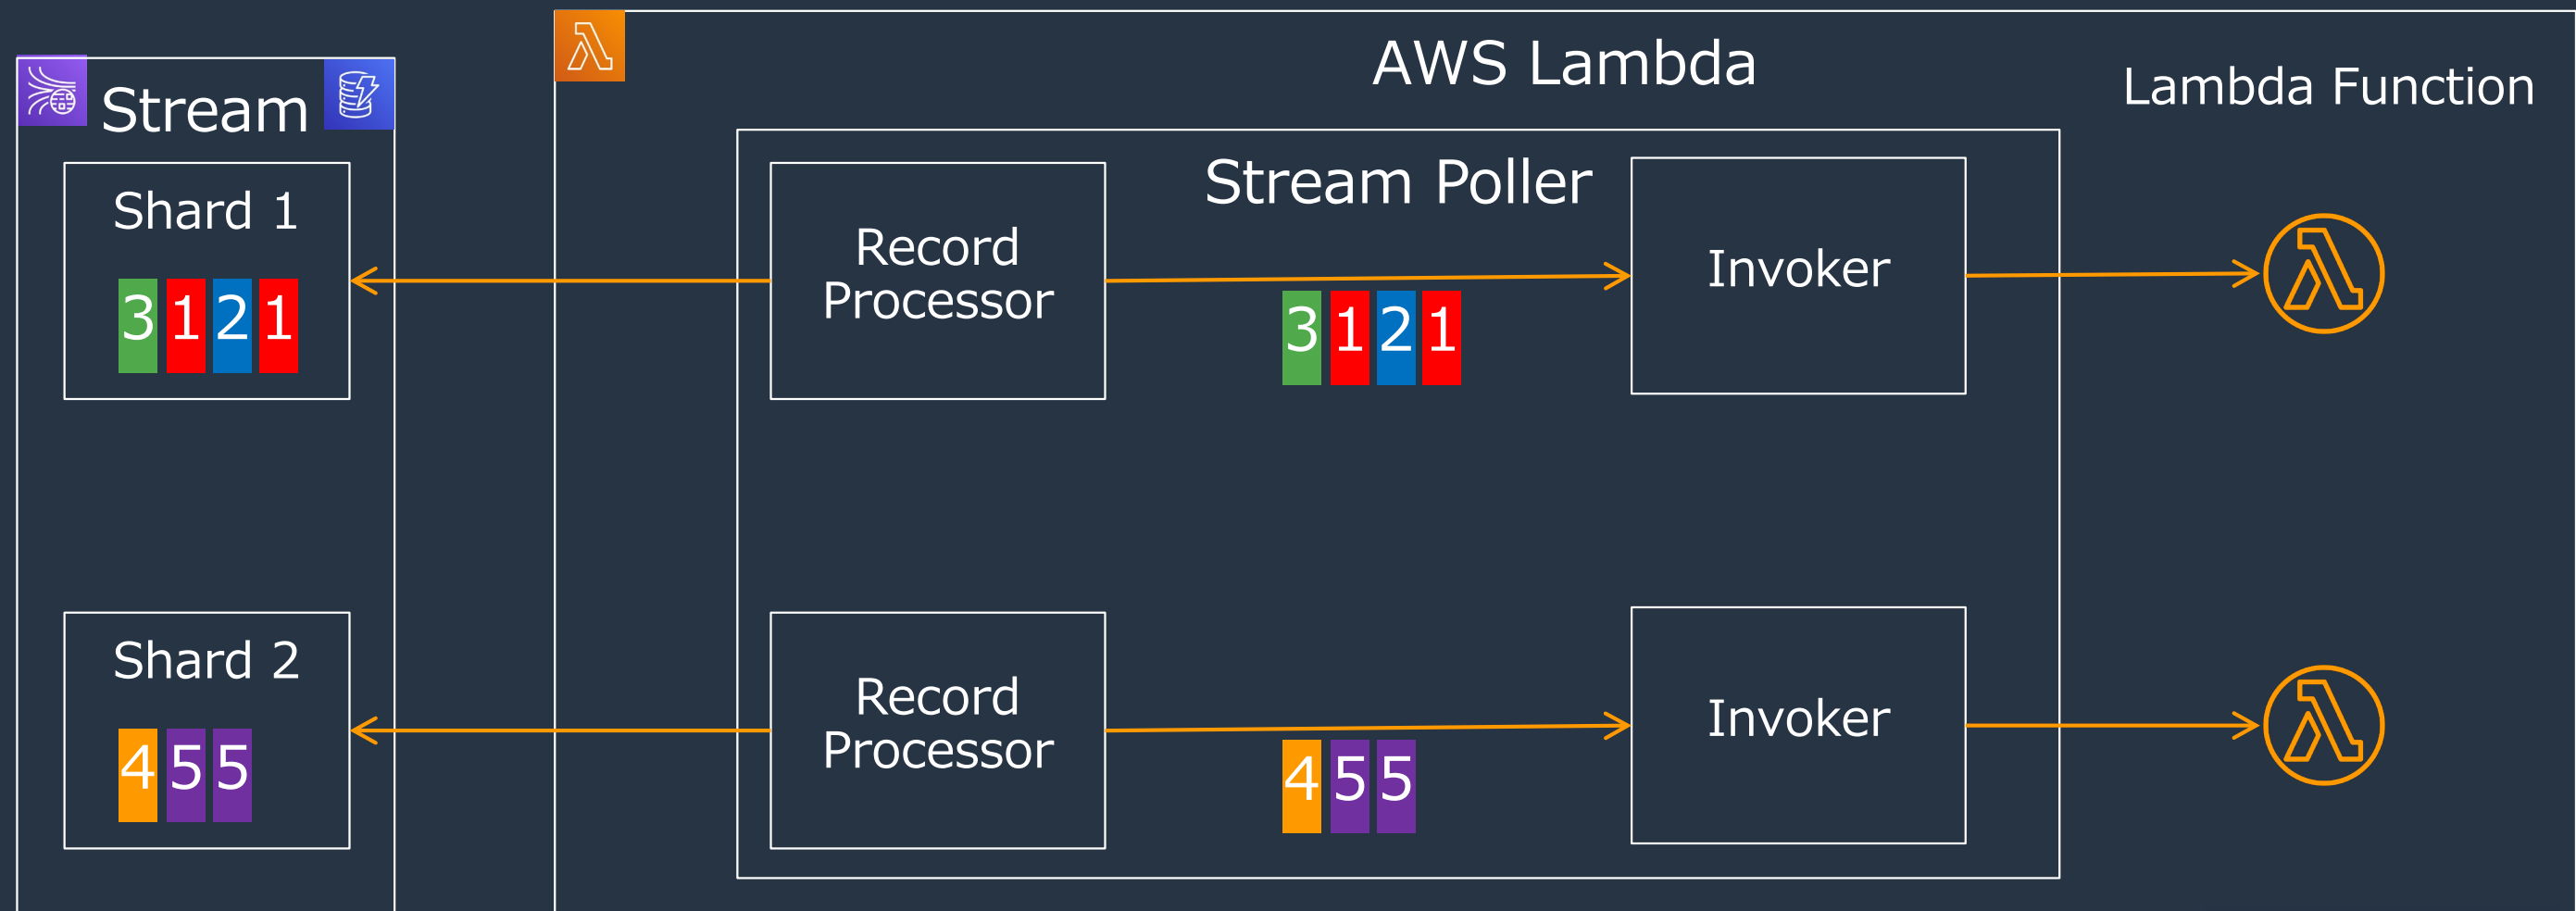 AWS Lambda
Stream
Lambda Function
Stream Poller
Shard 1
3 1 2 1
Record
Processor
3 1 2 1
Invoker
Shard 2
4 5 5
Record
Processor
4 5 5
Invoker